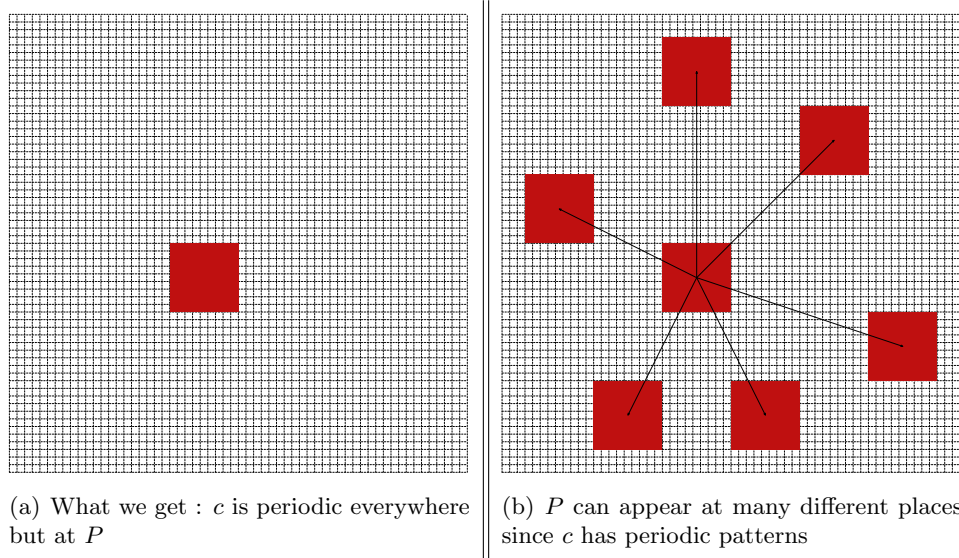 (a) What we get : c is periodic everywhere
but at P
(b) P can appear at many different places
since c has periodic patterns